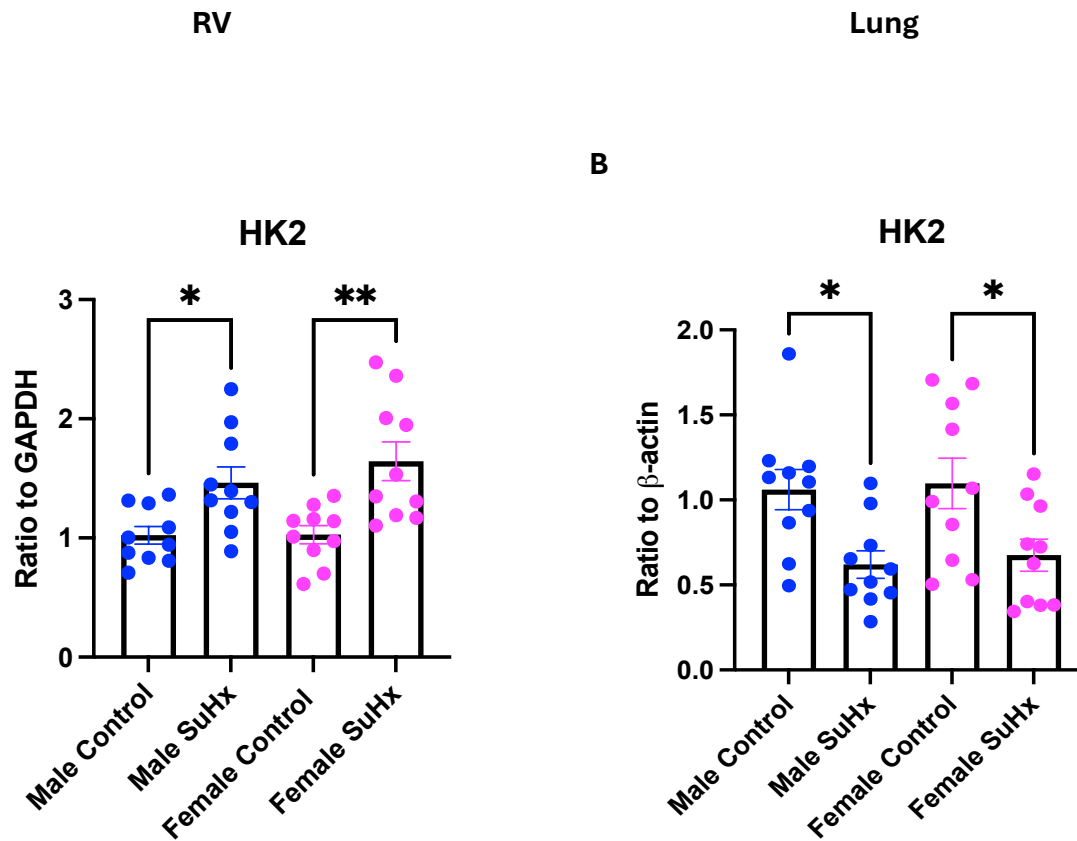 RV
Lung
B
HK2
*
**
3
2
1
0
Ratio to GAPDH
Male Control
Male SuHx
Female Control
Female SuHx
HK2
*
*
2.0
1.5
1.0
0.5
0.0
Ratio to β-actin
Male Control
Male SuHx
Female Control
Female SuHx